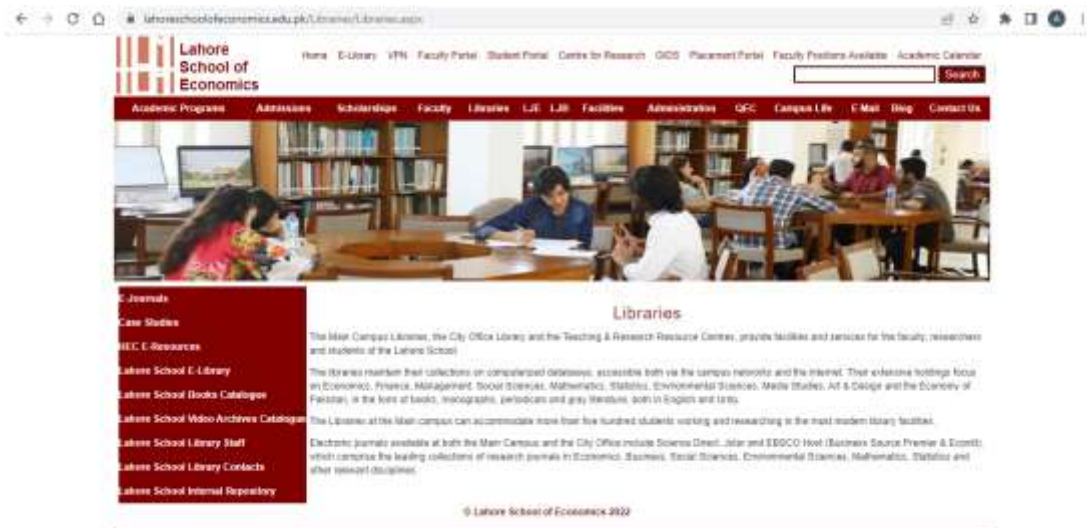 lahoreschoolofeconomics.edu.pk/Libraries/Libraries.aspx
Lahore
School of
Economics
Home E-Library VPN Faculty Portal Student Portal Centre for Research GIDS Placement Portal Faculty Positions Available Academic Calendar
Search
Academic Programs Admissions Scholarships Faculty Libraries LJE LJB Facilities Administration QEC Campus Life E-Mail Blog Contact Us
E-Journals
Case Studies
HEC E-Resources
Lahore School E-Library
Lahore School Books Catalogue
Lahore School Video Archives Catalogue
Lahore School Library Staff
Lahore School Library Contacts
Lahore School Internal Repository
Libraries
The Main Campus Libraries, the City Office Library and the Teaching & Research Resource Centres, provide facilities and services for the faculty, researchers
and students of the Lahore School
The libraries maintain their collections on computerized databases, accessible both via the campus networks and the internet. Their extensive holdings focus
on Economics, Finance, Management, Social Sciences, Mathematics, Statistics, Environmental Sciences, Media Studies, Art & Design and the Economy of
Pakistan, in the form of books, monographs, periodicals and gray literature, both in English and Urdu.
The Libraries at the Main campus can accommodate more than five hundred students working and researching in the most modern library facilities.
Electronic journals available at both the Main Campus and the City Office include Science Direct, Jstor and EBSCO Host (Business Source Premier & Econlit)
which comprise the leading collections of research journals in Economics, Business, Social Sciences, Environmental Sciences, Mathematics, Statistics and
other relevant disciplines.
© Lahore School of Economics 2022